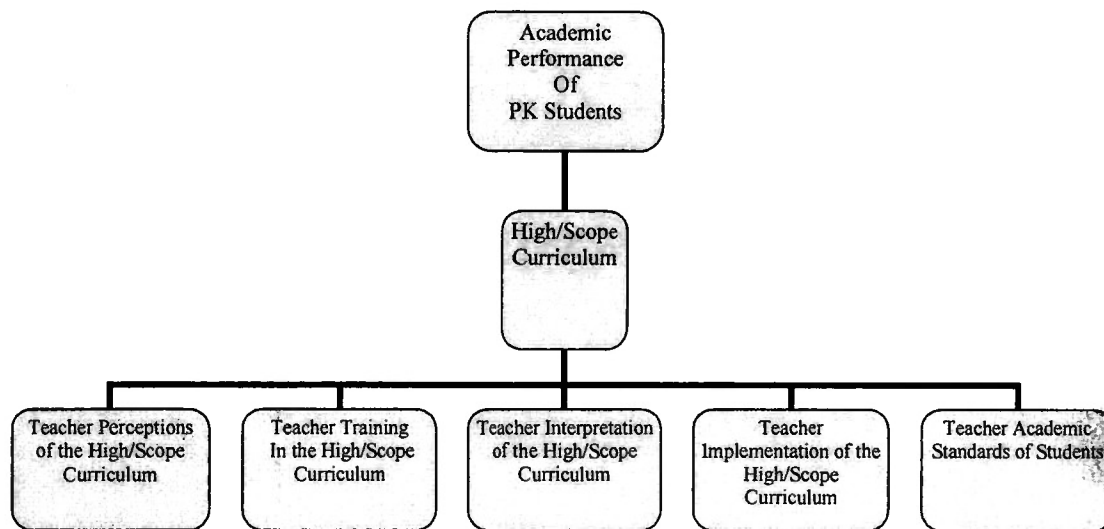 Academic
Performance
Of
PK Students
High/Scope
Curriculum
Teacher Perceptions
of the High/Scope
Curriculum
Teacher Training
In the High/Scope
Curriculum
Teacher Interpretation
of the High/Scope
Curriculum
Teacher
Implementation of the
High/Scope
Curriculum
Teacher Academic
Standards of Students